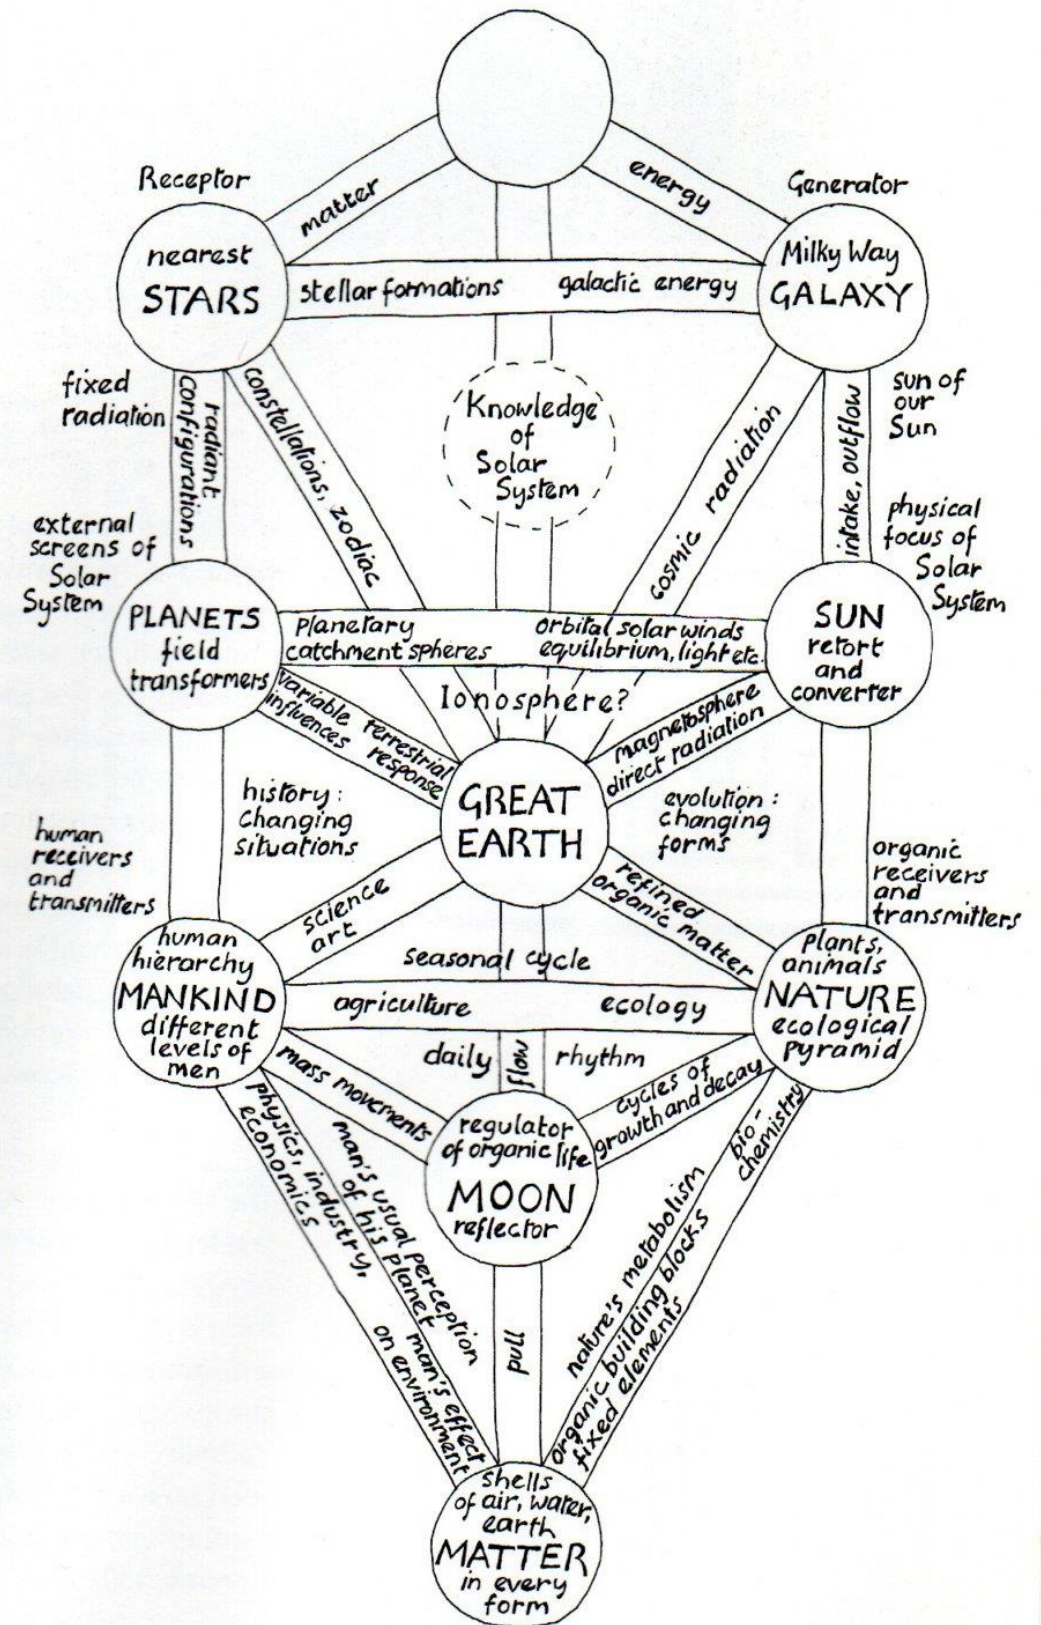 matter
energy
Receptor
Generator
nearest
STARS
stellar formations
galactic energy
Milky Way
GALAXY
fixed
radiation
radiant
configurations
constellations, zodiac
Knowledge
of
Solar
System
cosmic radiation
intake, outflow
sun of
our
Sun
external
screens of
Solar
System
physical
focus of
Solar
System
PLANETS
field
transformers
Planetary
catchment spheres
orbital solar winds
equilibrium, light etc.
SUN
retort
and
converter
Ionosphere?
variable terrestrial
influences response
magnetosphere
direct radiation
GREAT
EARTH
history:
changing
situations
evolution:
changing
forms
human
receivers
and
transmitters
organic
receivers
and
transmitters
science
art
refined
organic matter
human
hierarchy
MANKIND
different
levels of
men
seasonal cycle
agriculture
ecology
plants,
animals
NATURE
ecological
pyramid
daily
flow
rhythm
mass movements
cycles of
growth and decay
regulator
of organic life
MOON
reflector
physics, industry,
economics
man's usual perception
of his planet
man's effect
on environment
pull
bio-
chemistry
nature's metabolism
organic building blocks
fixed elements
shells
of air, water,
earth
MATTER
in every
form